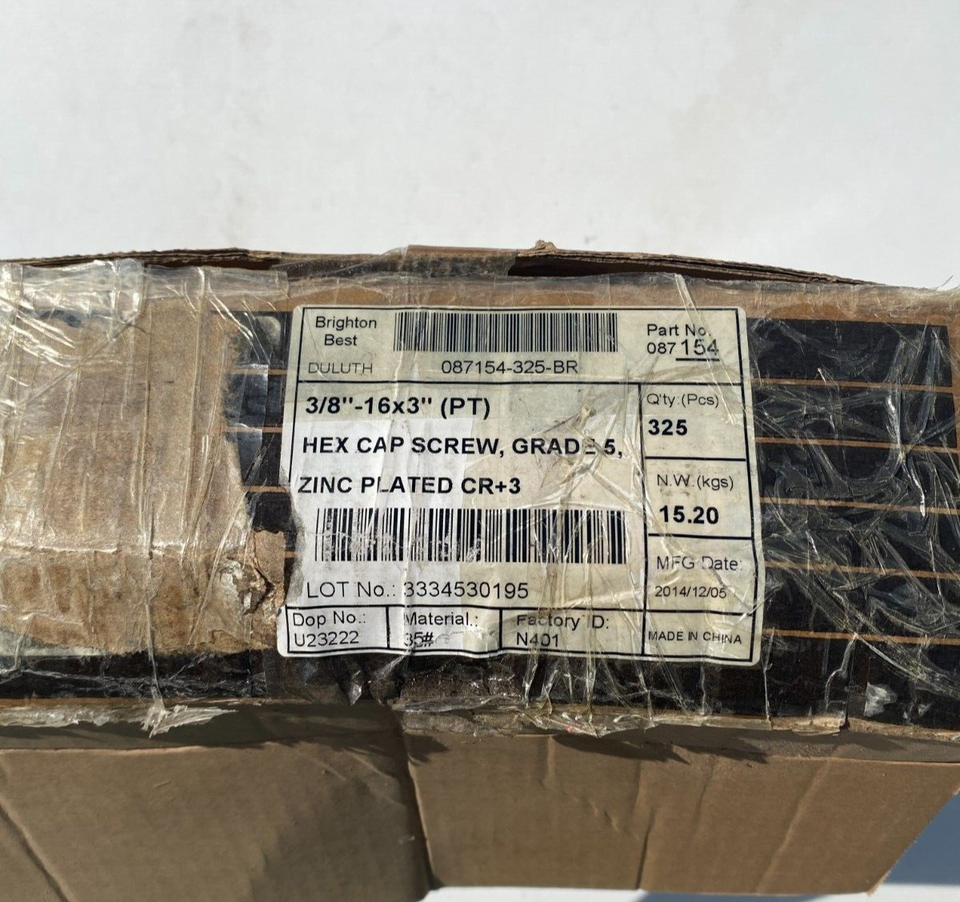 Brighton
Best
DULUTH
087154-325-BR
Part No.
087154
3/8"-16x3" (PT)
HEX CAP SCREW, GRADE 5,
ZINC PLATED CR+3
Q'ty.(Pcs)
325
N.W.(kgs)
15.20
LOT No.: 3334530195
MFG Date:
2014/12/05
Dop No.:
U23222
Material.:
35#
Factory ID:
N401
MADE IN CHINA